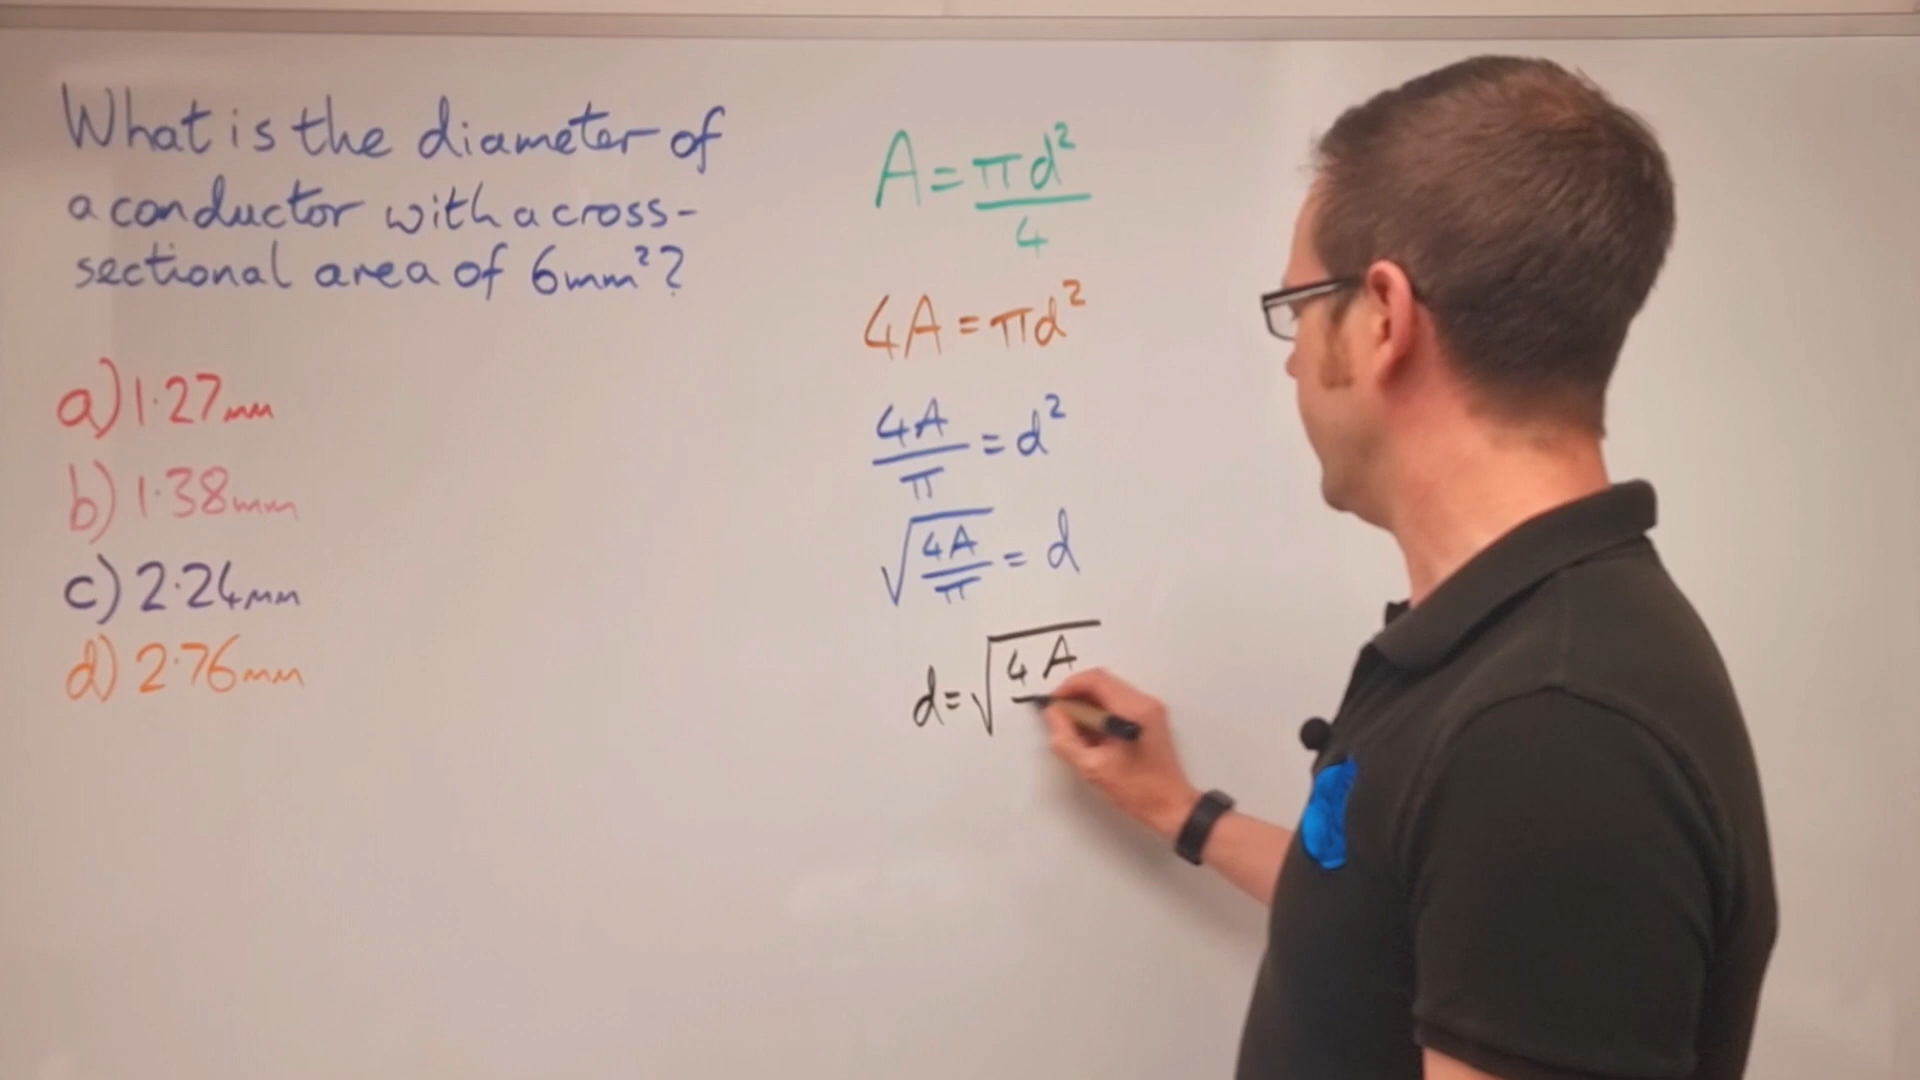 What is the diameter of
a conductor with a cross-
sectional area of 6mm²?
a) 1·27mm
b) 1·38mm
c) 2·24mm
d) 2·76mm
A = πd²/4
4A = πd²
4A/π = d²
√(4A/π) = d
d = √4A